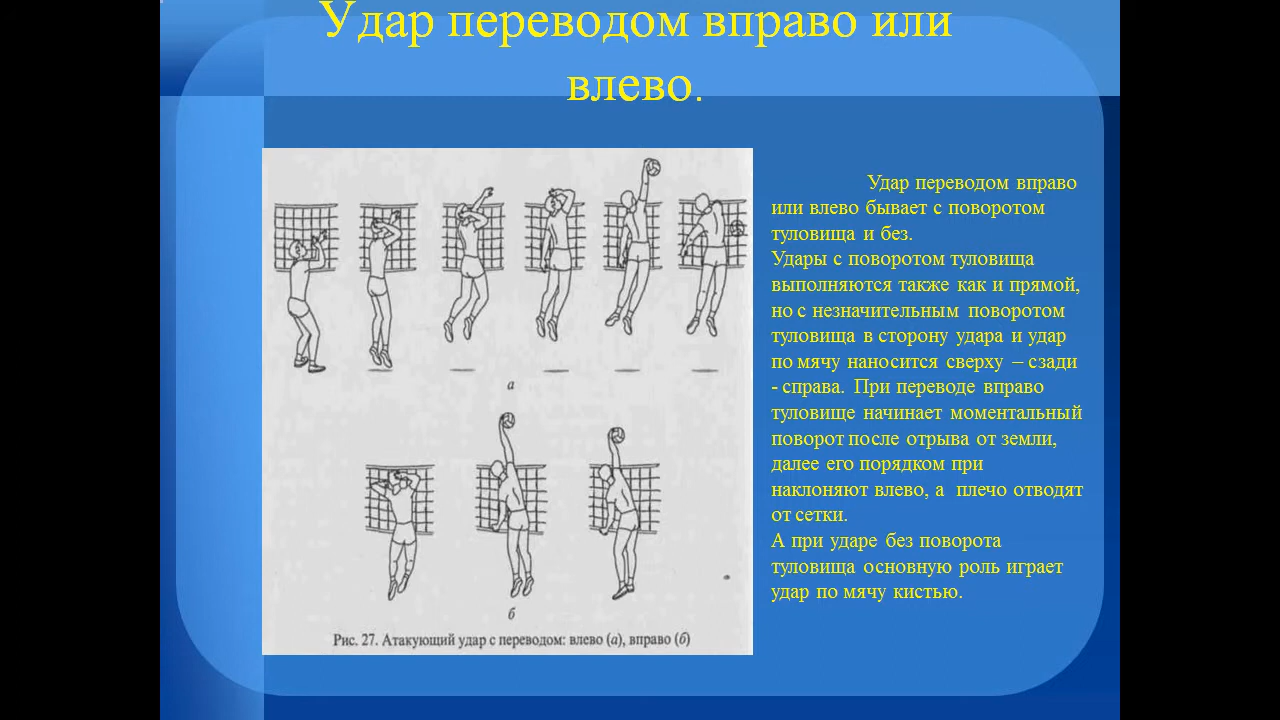 Удар переводом вправо или
влево.
Удар переводом вправо
или влево бывает с поворотом
туловища и без.
Удары с поворотом туловища
выполняются также как и прямой,
но с незначительным поворотом
туловища в сторону удара и удар
по мячу наносится сверху – сзади
- справа. При переводе вправо
туловище начинает моментальный
поворот после отрыва от земли,
далее его порядком при
наклоняют влево, а плечо отводят
от сетки.
А при ударе без поворота
туловища основную роль играет
удар по мячу кистью.
а
б
Рис. 27. Атакующий удар с переводом: влево (а), вправо (б)